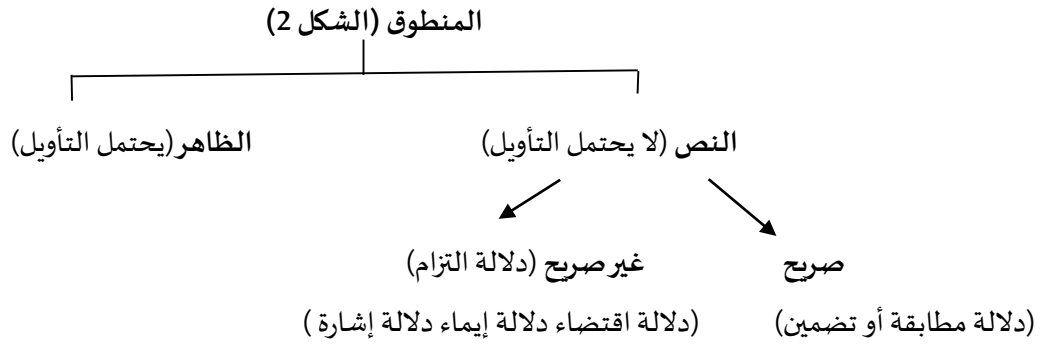 المنطوق (الشكل 2)
النص (لا يحتمل التأويل) الظاهر (يحتمل التأويل)
صريح غير صريح (دلالة التزام)
(دلالة مطابقة أو تضمين) (دلالة اقتضاء دلالة إيماء دلالة إشارة )